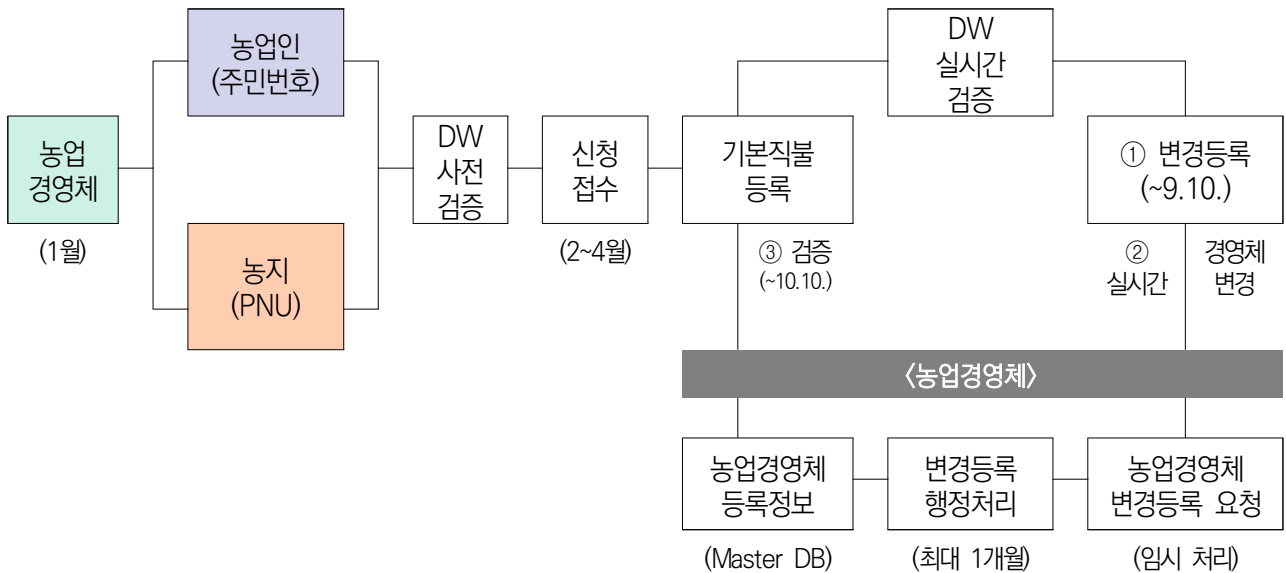 농업
경영체
(1월)
농업인
(주민번호)
농지
(PNU)
DW
사전
검증
신청
접수
(2~4월)
기본직불
등록
DW
실시간
검증
① 변경등록
(~9.10.)
③ 검증
(~10.10.)
②
실시간
경영체
변경
〈농업경영체〉
농업경영체
등록정보
(Master DB)
변경등록
행정처리
(최대 1개월)
농업경영체
변경등록 요청
(임시 처리)